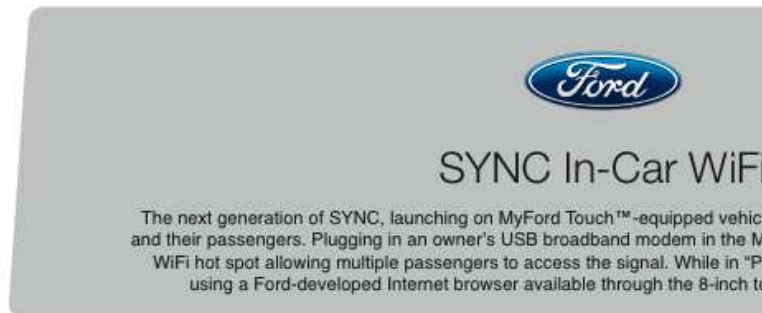 Ford
SYNC In-Car WiFi
The next generation of SYNC, launching on MyFord Touch™-equipped
and their passengers. Plugging in an owner's USB broadband modem in the
WiFi hot spot allowing multiple passengers to access the signal. While in
using a Ford-developed Internet browser available through the 8-inch